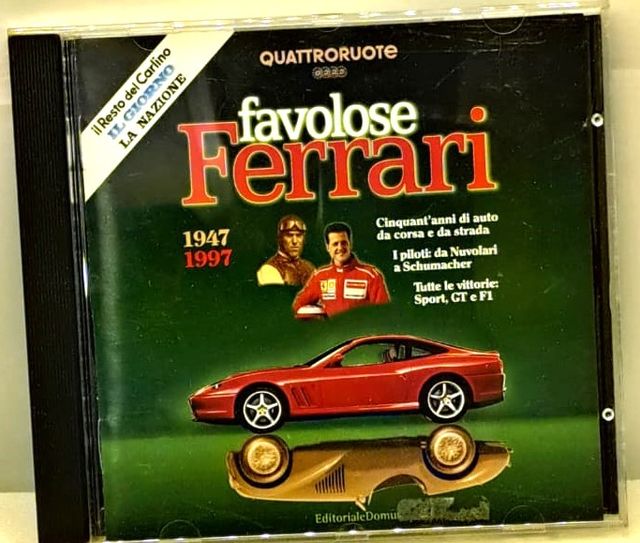 il Resto del Carlino
IL GIORNO
LA NAZIONE
QUATTRORUOTE
favolose
Ferrari
1947
1997
Cinquant'anni di auto
da corsa e da strada
I piloti: da Nuvolari
a Schumacher
Tutte le vittorie:
Sport, GT e F1
EditorialeDomus